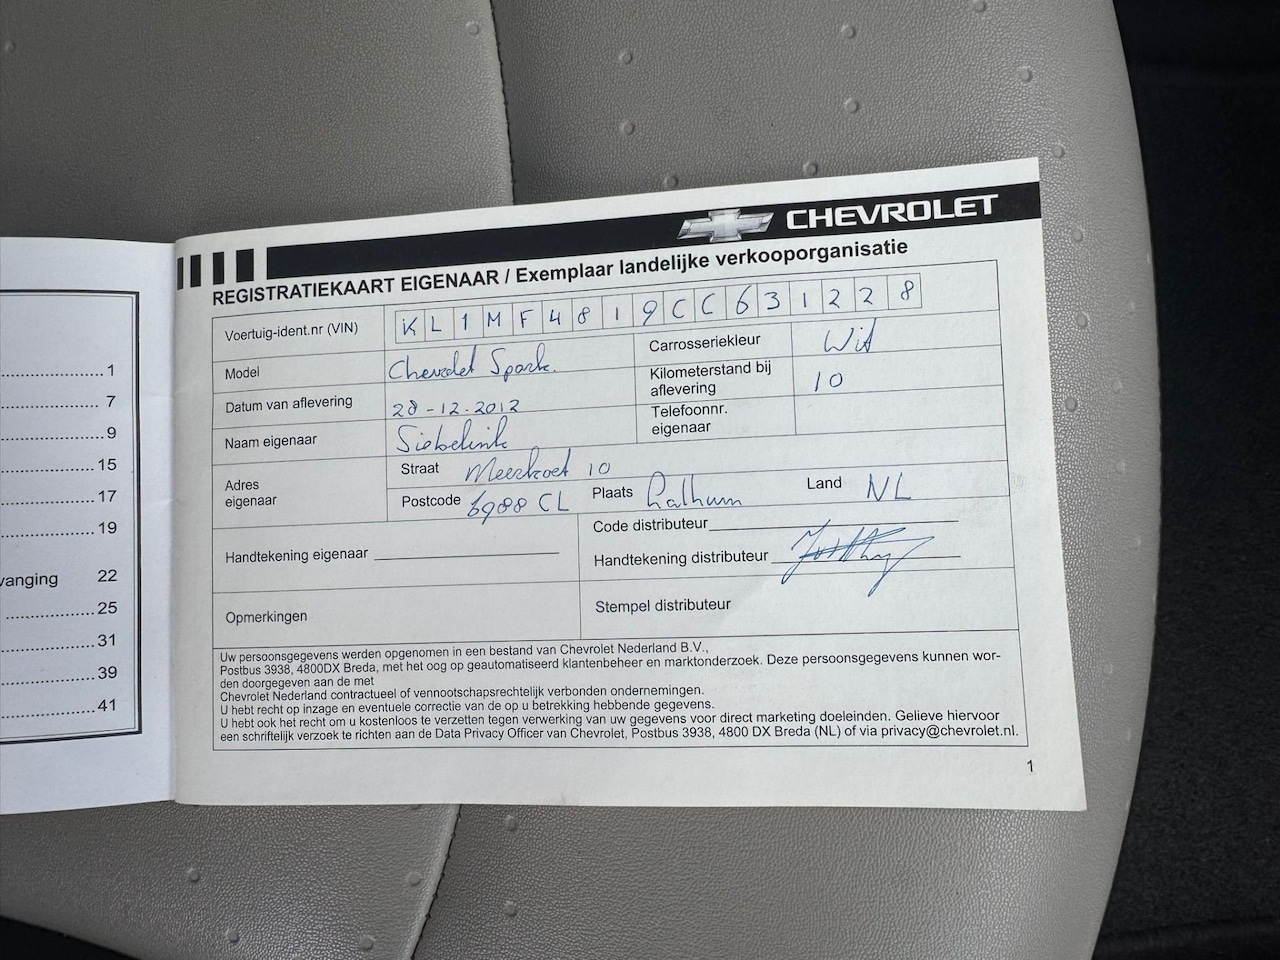 CHEVROLET
REGISTRATIEKAART EIGENAAR / Exemplaar landelijke verkooporganisatie
Voertuig-ident.nr (VIN) KL1MF4819CC631228
Model Chevrolet Spark. Carrosseriekleur Wit
Datum van aflevering 28-12-2012 Kilometerstand bij aflevering 10
Naam eigenaar Siebelink Telefoonnr. eigenaar
Adres eigenaar Straat Meerkoet 10
Postcode 6988 CL Plaats Lathum Land NL
Code distributeur
Handtekening eigenaar Handtekening distributeur
Opmerkingen Stempel distributeur
Uw persoonsgegevens werden opgenomen in een bestand van Chevrolet Nederland B.V.,
Postbus 3938, 4800DX Breda, met het oog op geautomatiseerd klantenbeheer en marktonderzoek. Deze persoonsgegevens kunnen wor-
den doorgegeven aan de met
Chevrolet Nederland contractueel of vennootschapsrechtelijk verbonden ondernemingen.
U hebt recht op inzage en eventuele correctie van de op u betrekking hebbende gegevens.
U hebt ook het recht om u kosteloos te verzetten tegen verwerking van uw gegevens voor direct marketing doeleinden. Gelieve hiervoor
een schriftelijk verzoek te richten aan de Data Privacy Officer van Chevrolet, Postbus 3938, 4800 DX Breda (NL) of via privacy@chevrolet.nl.
1
1
7
9
15
17
19
vanging 22
25
31
39
41